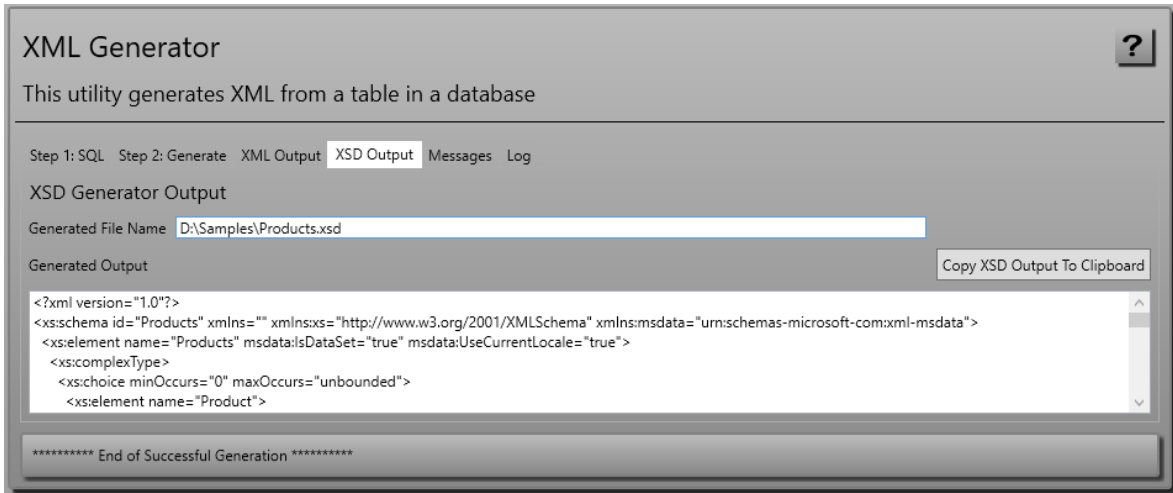 XML Generator
?
This utility generates XML from a table in a database
Step 1: SQL Step 2: Generate XML Output XSD Output Messages Log
XSD Generator Output
Generated File Name D:\Samples\Products.xsd
Generated Output Copy XSD Output To Clipboard
<?xml version="1.0"?>
<xs:schema id="Products" xmlns="" xmlns:xs="http://www.w3.org/2001/XMLSchema" xmlns:msdata="urn:schemas-microsoft-com:xml-msdata">
<xs:element name="Products" msdata:IsDataSet="true" msdata:UseCurrentLocale="true">
<xs:complexType>
<xs:choice minOccurs="0" maxOccurs="unbounded">
<xs:element name="Product">
********** End of Successful Generation **********